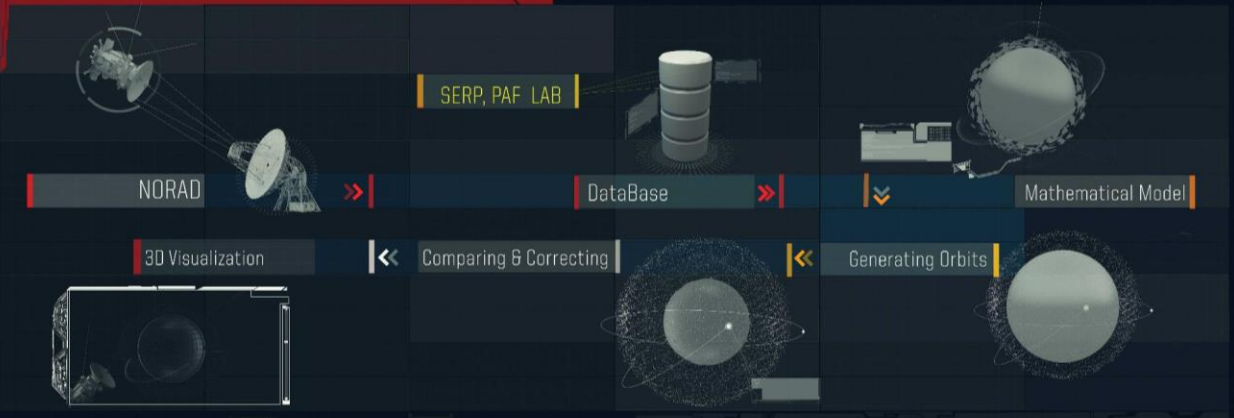 SERP, PAF LAB
NORAD
DataBase
Mathematical Model
3D Visualization
Comparing & Correcting
Generating Orbits